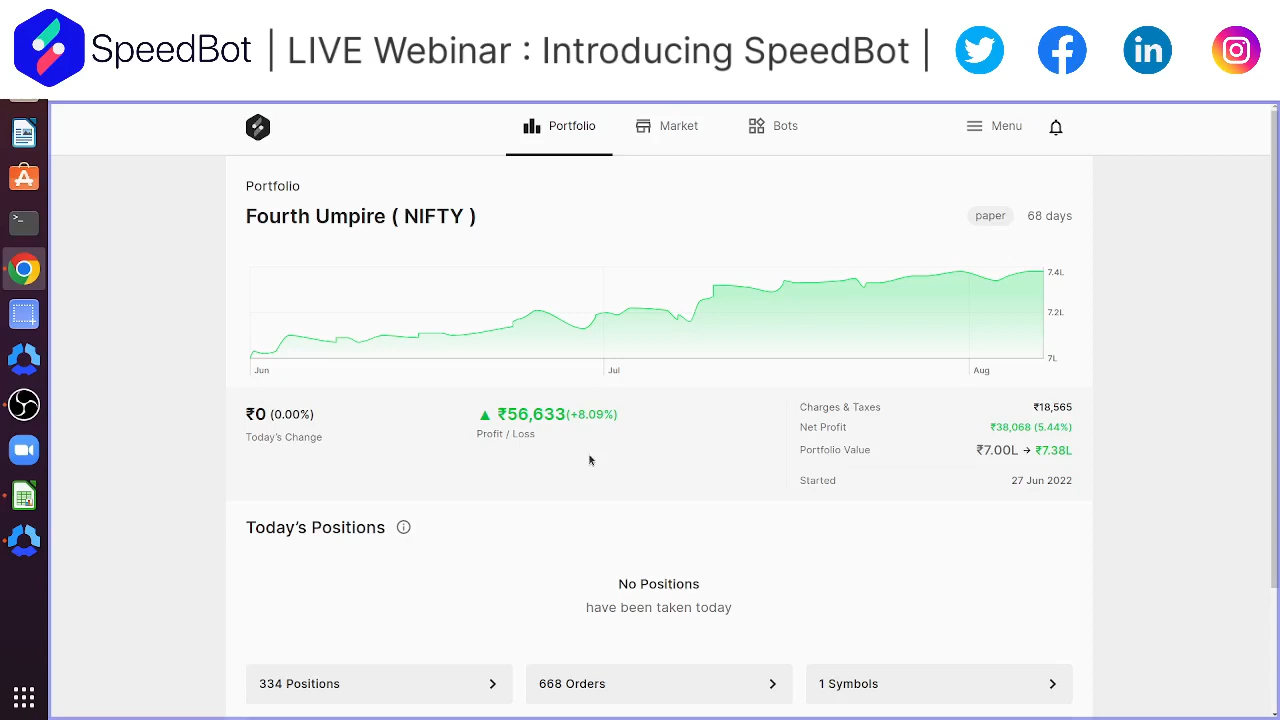 SpeedBot | LIVE Webinar : Introducing SpeedBot |
Portfolio
Market
Bots
Menu
Portfolio
Fourth Umpire ( NIFTY )
paper
68 days
7.4L
7.2L
7L
Jun
Jul
Aug
₹0 (0.00%)
Today's Change
▲ ₹56,633(+8.09%)
Profit / Loss
Charges & Taxes ₹18,565
Net Profit ₹38,068 (5.44%)
Portfolio Value ₹7.00L → ₹7.38L
Started 27 Jun 2022
Today's Positions
No Positions
have been taken today
334 Positions
668 Orders
1 Symbols